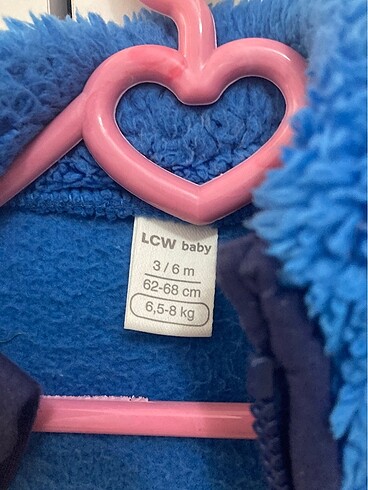 LCW baby
3 / 6 m
62-68 cm
6,5-8 kg